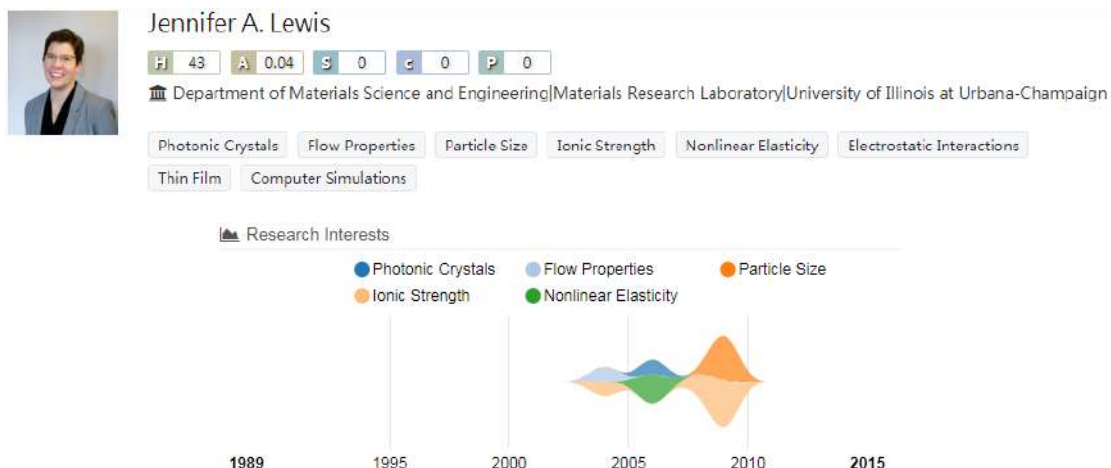 Jennifer A. Lewis
H 43 A 0.04 S 0 c 0 P 0
Department of Materials Science and Engineering|Materials Research Laboratory|University of Illinois at Urbana-Champaign
Photonic Crystals Flow Properties Particle Size Ionic Strength Nonlinear Elasticity Electrostatic Interactions
Thin Film Computer Simulations
Research Interests
Photonic Crystals Flow Properties Particle Size
Ionic Strength Nonlinear Elasticity
1989 1995 2000 2005 2010 2015